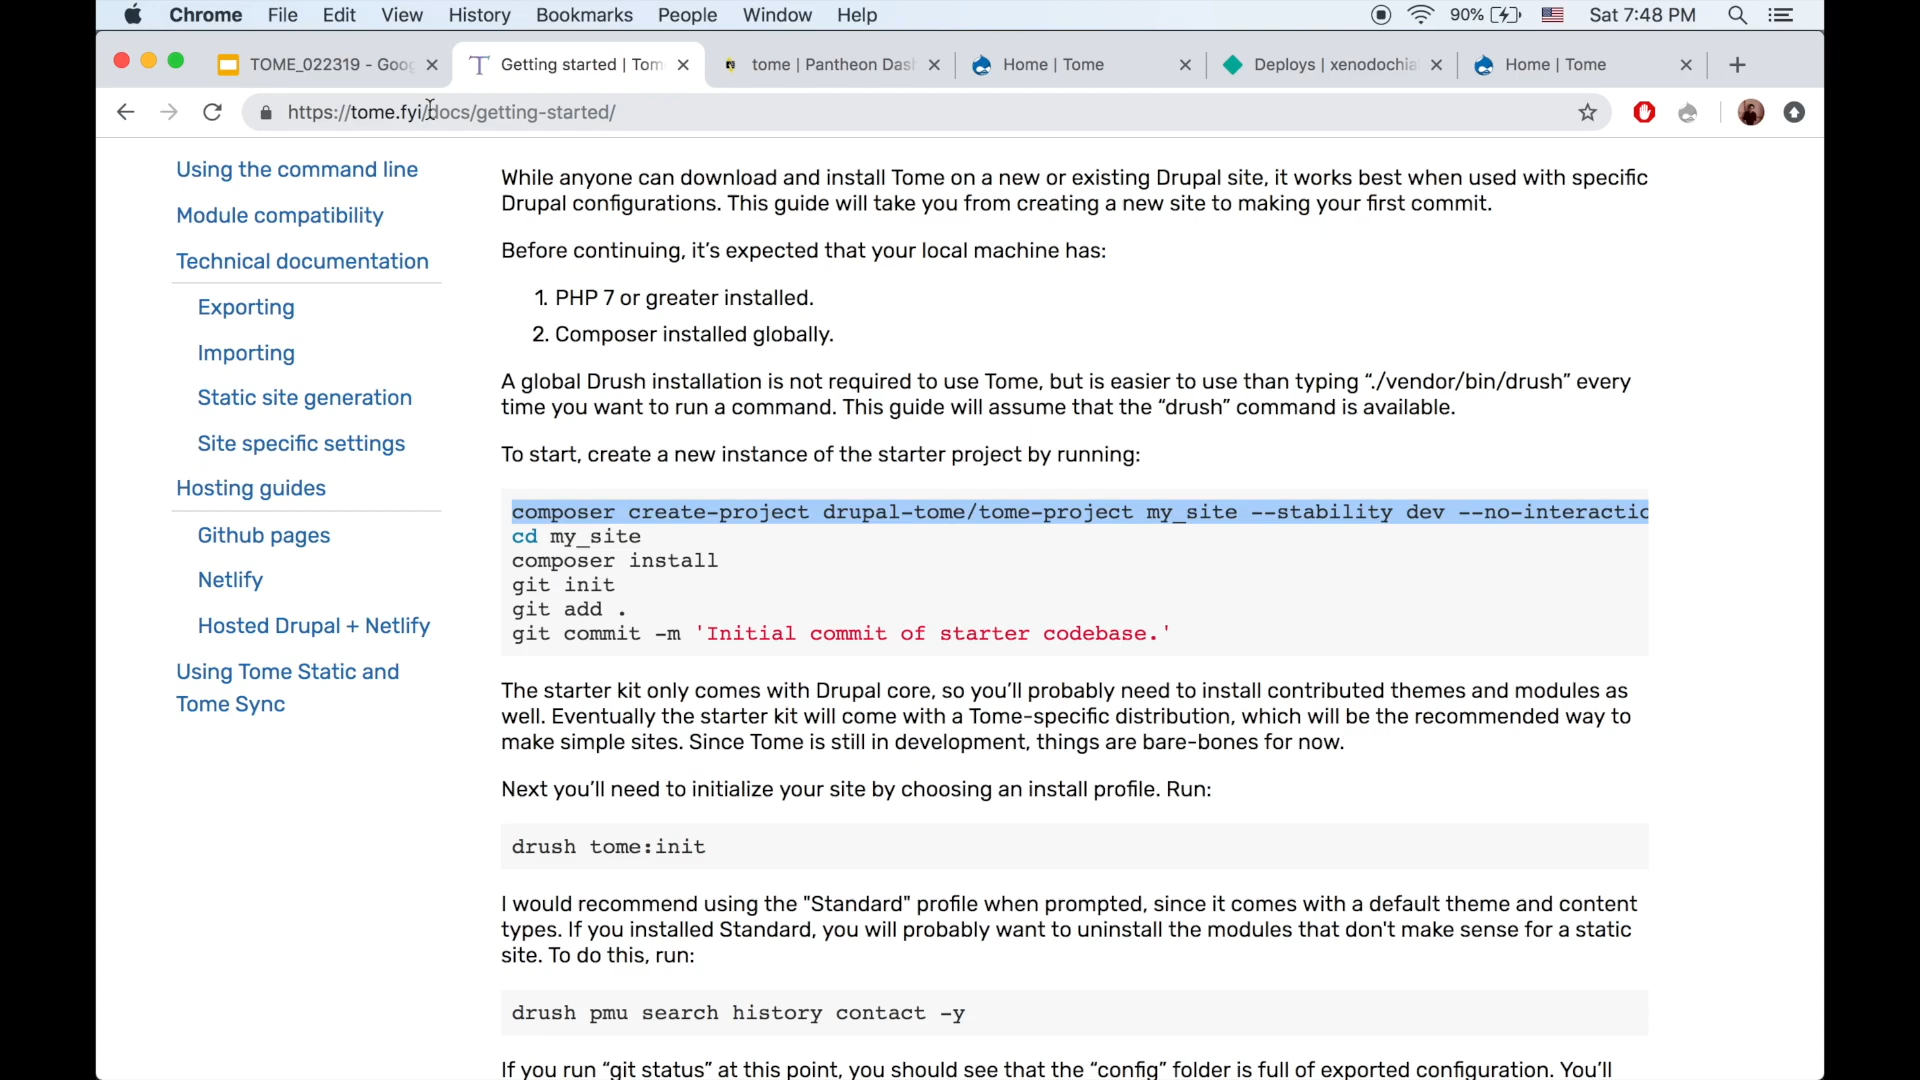 Chrome File Edit View History Bookmarks People Window Help 90% Sat 7:48 PM
TOME_022319 - Goog Getting started | Tom tome | Pantheon Das Home | Tome Deploys | xenodochia Home | Tome
https://tome.fyi/docs/getting-started/
Using the command line
Module compatibility
Technical documentation
Exporting
Importing
Static site generation
Site specific settings
Hosting guides
Github pages
Netlify
Hosted Drupal + Netlify
Using Tome Static and
Tome Sync
While anyone can download and install Tome on a new or existing Drupal site, it works best when used with specific
Drupal configurations. This guide will take you from creating a new site to making your first commit.
Before continuing, it’s expected that your local machine has:
1. PHP 7 or greater installed.
2. Composer installed globally.
A global Drush installation is not required to use Tome, but is easier to use than typing “./vendor/bin/drush” every
time you want to run a command. This guide will assume that the “drush” command is available.
To start, create a new instance of the starter project by running:
composer create-project drupal-tome/tome-project my_site --stability dev --no-interactio
cd my_site
composer install
git init
git add .
git commit -m 'Initial commit of starter codebase.'
The starter kit only comes with Drupal core, so you’ll probably need to install contributed themes and modules as
well. Eventually the starter kit will come with a Tome-specific distribution, which will be the recommended way to
make simple sites. Since Tome is still in development, things are bare-bones for now.
Next you’ll need to initialize your site by choosing an install profile. Run:
drush tome:init
I would recommend using the "Standard" profile when prompted, since it comes with a default theme and content
types. If you installed Standard, you will probably want to uninstall the modules that don't make sense for a static
site. To do this, run:
drush pmu search history contact -y
If you run “git status” at this point, you should see that the “config” folder is full of exported configuration. You’ll